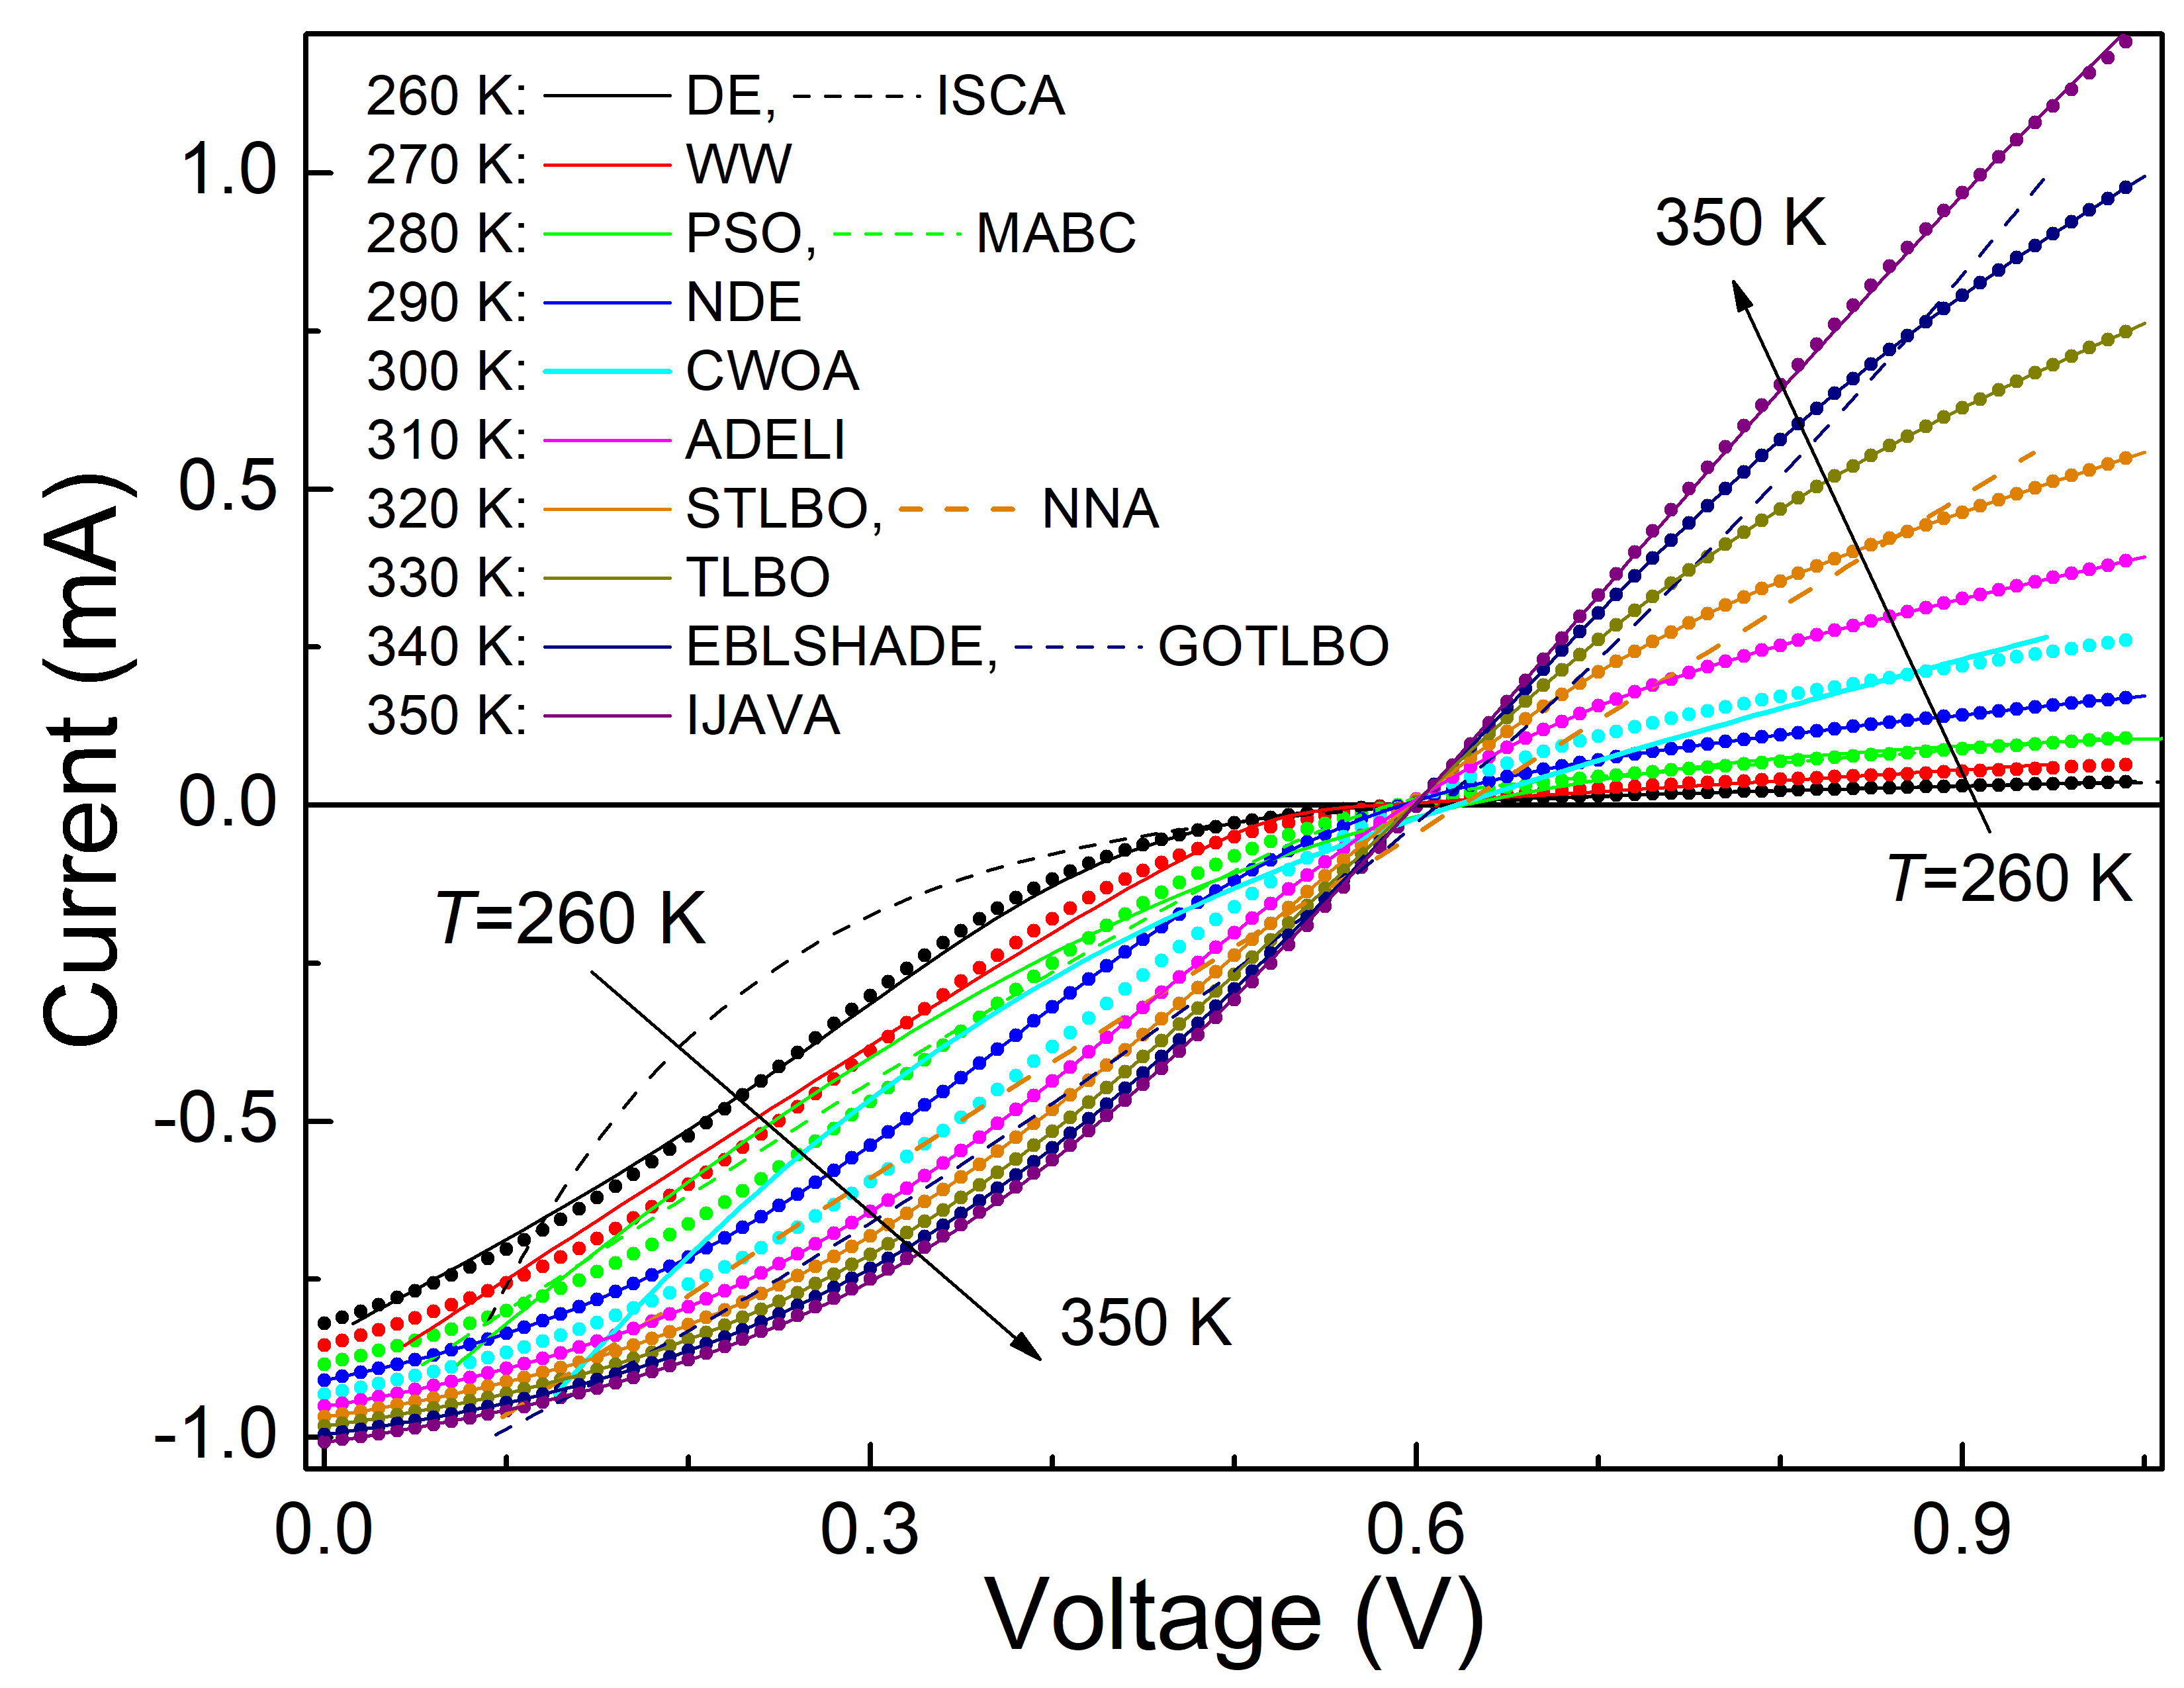 260 K: DE, ISCA
270 K: WW
280 K: PSO, MABC
290 K: NDE
300 K: CWOA
310 K: ADELI
320 K: STLBO, NNA
330 K: TLBO
340 K: EBLSHADE, GOTLBO
350 K: IJAVA
350 K
T=260 K
T=260 K
350 K
1.0
0.5
0.0
-0.5
-1.0
Current (mA)
0.0 0.3 0.6 0.9
Voltage (V)